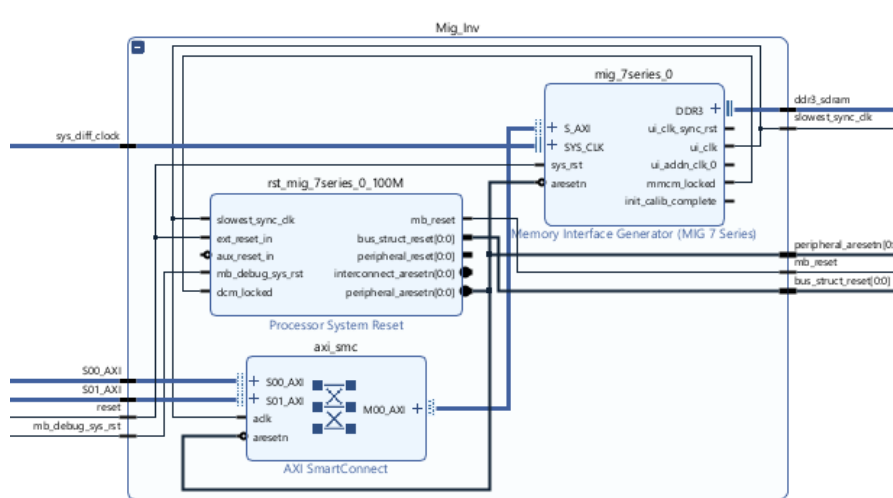 Mig_Inv
mig_7series_0
DDR3
ddr3_sdram
slowest_sync_clk
S_AXI
ui_clk_sync_rst
sys_diff_clock
SYS_CLK
ui_clk
sys_rst
ui_addn_clk_0
aresetn
mmcm_locked
init_calib_complete
Memory Interface Generator (MIG 7 Series)
rst_mig_7series_0_100M
slowest_sync_clk
mb_reset
ext_reset_in
bus_struct_reset[0:0]
aux_reset_in
peripheral_reset[0:0]
mb_debug_sys_rst
interconnect_aresetn[0:0]
dcm_locked
peripheral_aresetn[0:0]
Processor System Reset
peripheral_aresetn[0:
mb_reset
bus_struct_reset[0:0]
axi_smc
S00_AXI
S00_AXI
S01_AXI
S01_AXI
M00_AXI
reset
aclk
mb_debug_sys_rst
aresetn
AXI SmartConnect